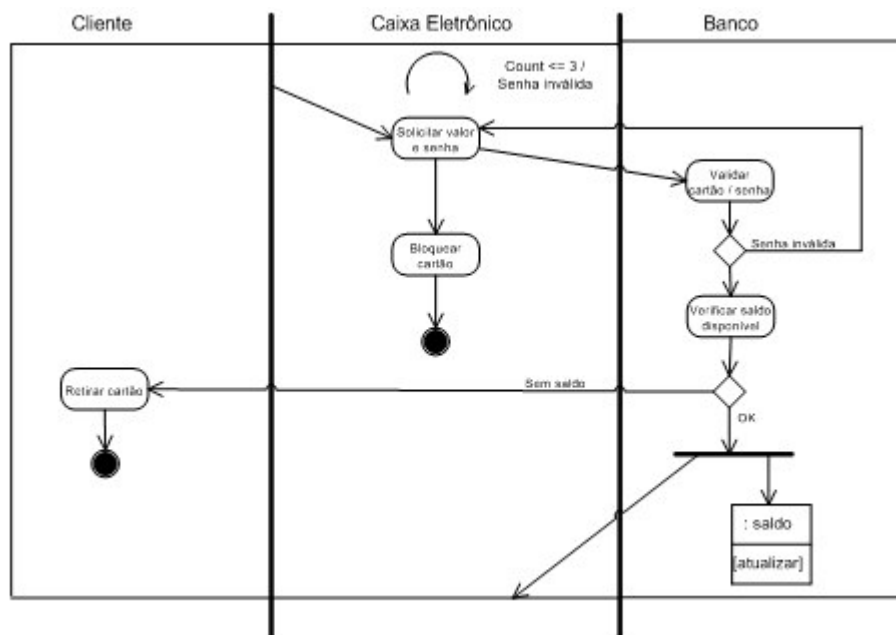 Cliente
Caixa Eletrônico
Banco
Count <= 3 /
Senha inválida
Solicitar valor
e senha
Validar
cartão / senha
Senha inválida
Bloquear
cartão
Verificar saldo
disponível
Retirar cartão
Sem saldo
OK
: saldo
[atualizar]